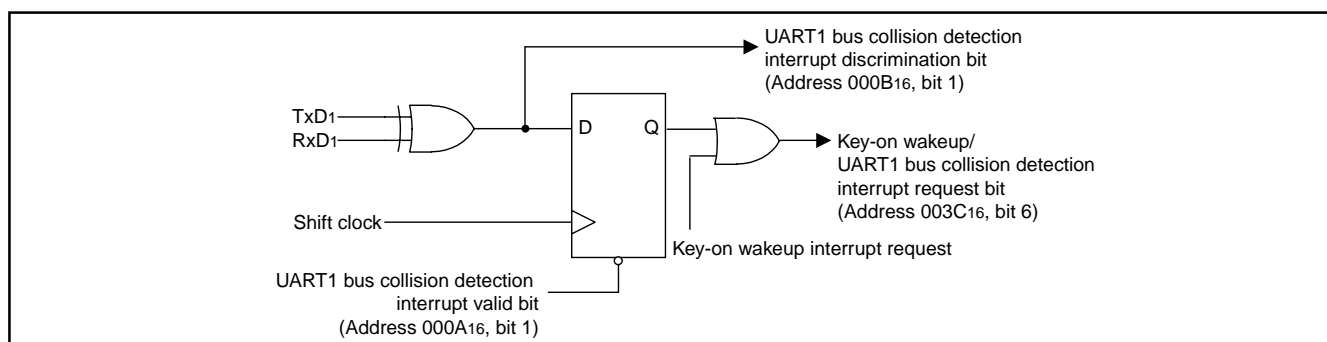 UART1 bus collision detection
interrupt discrimination bit
(Address 000B16, bit 1)
TxD1
RxD1
D
Q
Key-on wakeup/
UART1 bus collision detection
interrupt request bit
(Address 003C16, bit 6)
Shift clock
Key-on wakeup interrupt request
UART1 bus collision detection
interrupt valid bit
(Address 000A16, bit 1)